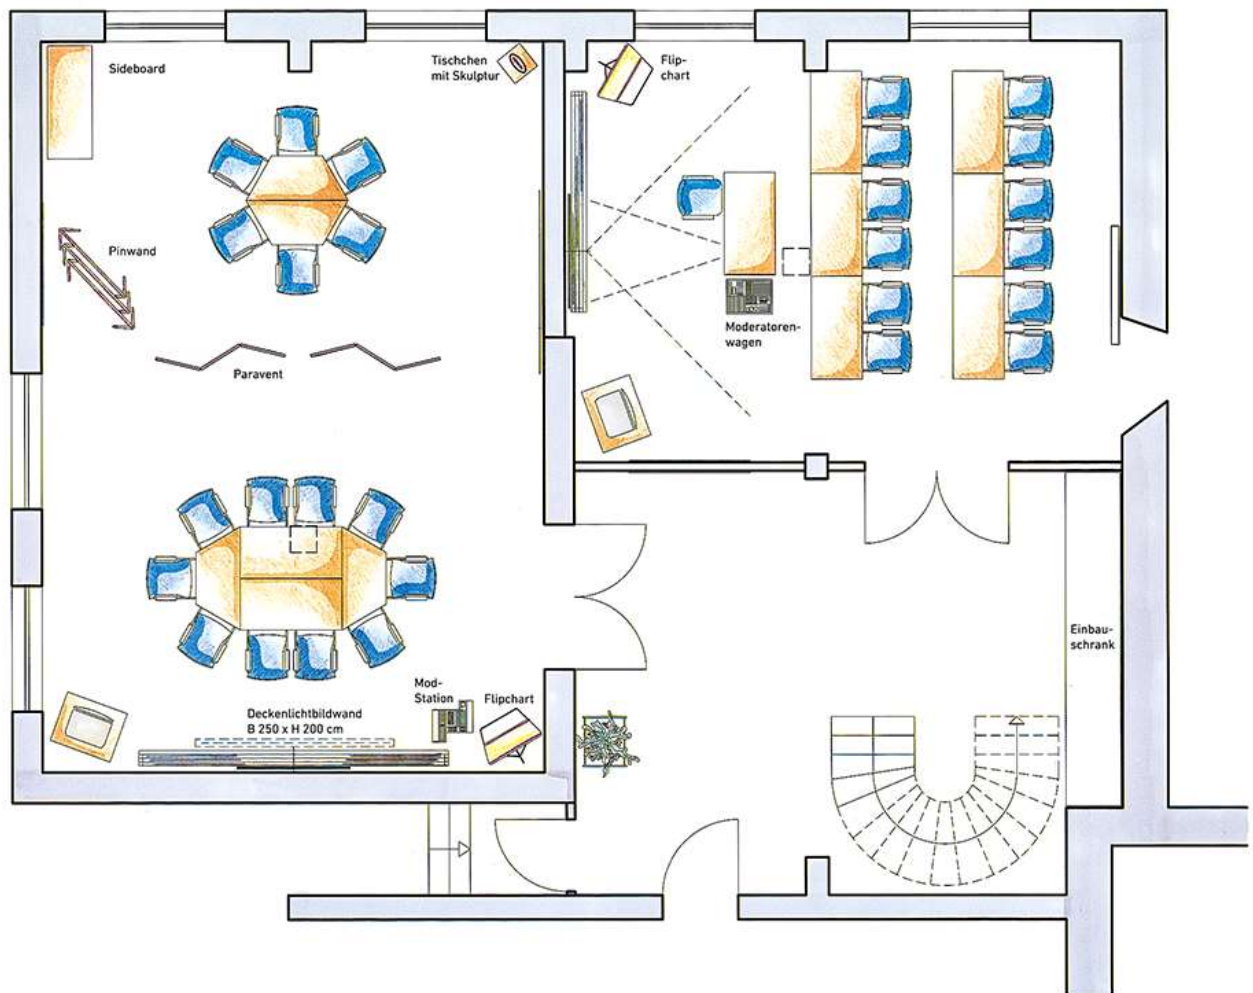 Sideboard
Tischchen
mit Skulptur
Flip-
chart
Pinwand
Moderatoren-
wagen
Paravent
Einbau-
schrank
Mod-
Station
Flipchart
Deckenlichtbildwand
B 250 x H 200 cm